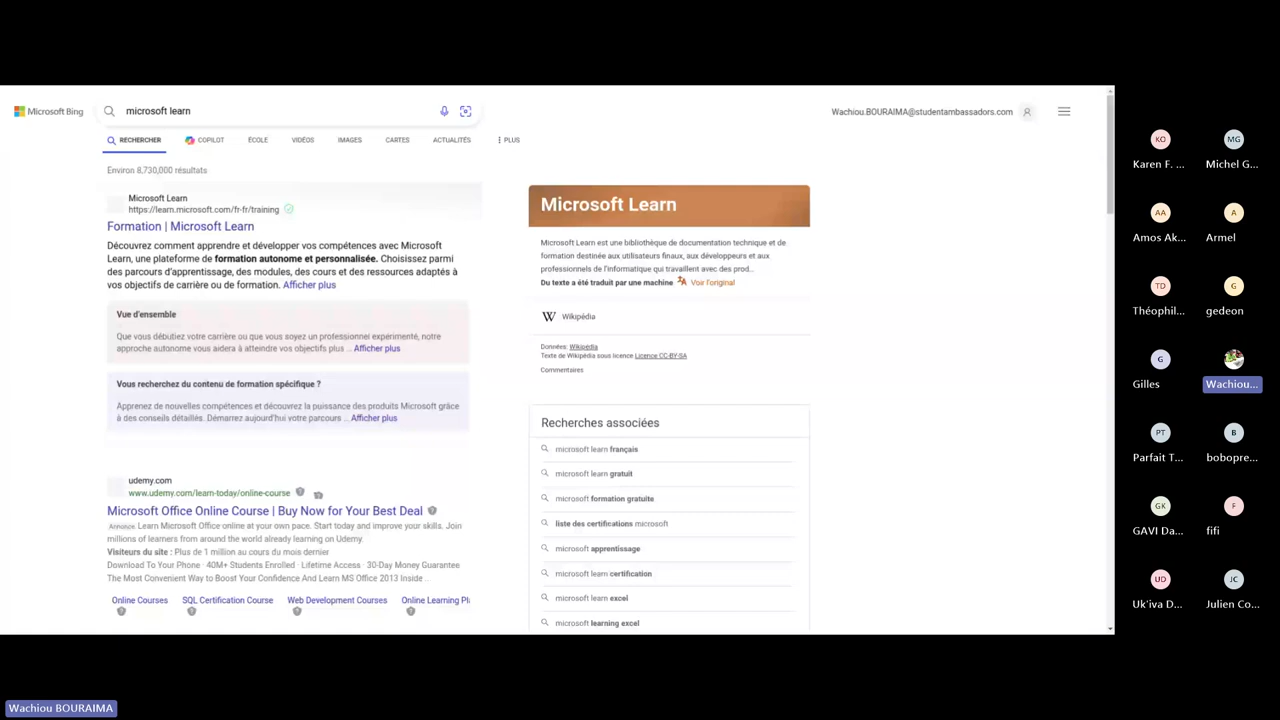 Microsoft Bing
microsoft learn
Wachiou.BOURAIMA@studentambassadors.com
RECHERCHER
COPILOT
ÉCOLE
VIDÉOS
IMAGES
CARTES
ACTUALITÉS
PLUS
Environ 8,730,000 résultats
Microsoft Learn
https://learn.microsoft.com/fr-fr/training
Formation | Microsoft Learn
Découvrez comment apprendre et développer vos compétences avec Microsoft
Learn, une plateforme de formation autonome et personnalisée. Choisissez parmi
des parcours d'apprentissage, des modules, des cours et des ressources adaptés à
vos objectifs de carrière ou de formation. Afficher plus
Vue d'ensemble
Que vous débutiez votre carrière ou que vous soyez un professionnel expérimenté, notre
approche autonome vous aidera à atteindre vos objectifs plus ... Afficher plus
Vous recherchez du contenu de formation spécifique ?
Apprenez de nouvelles compétences et découvrez la puissance des produits Microsoft grâce
à des conseils détaillés. Démarrez aujourd'hui votre parcours ... Afficher plus
udemy.com
www.udemy.com/learn-today/online-course
Microsoft Office Online Course | Buy Now for Your Best Deal
Annonce Learn Microsoft Office online at your own pace. Start today and improve your skills. Join
millions of learners from around the world already learning on Udemy.
Visiteurs du site : Plus de 1 million au cours du mois dernier
Download To Your Phone · 40M+ Students Enrolled · Lifetime Access · 30-Day Money Guarantee
The Most Convenient Way to Boost Your Confidence And Learn MS Office 2013 Inside ...
Online Courses
SQL Certification Course
Web Development Courses
Online Learning Pl
Microsoft Learn
Microsoft Learn est une bibliothèque de documentation technique et de
formation destinée aux utilisateurs finaux, aux développeurs et aux
professionnels de l'informatique qui travaillent avec des prod...
Du texte a été traduit par une machine Voir l'original
Wikipédia
Données: Wikipédia
Texte de Wikipédia sous licence Licence CC-BY-SA
Commentaires
Recherches associées
microsoft learn français
microsoft learn gratuit
microsoft formation gratuite
liste des certifications microsoft
microsoft apprentissage
microsoft learn certification
microsoft learn excel
microsoft learning excel
KO
MG
Karen F. ...
Michel G...
AA
A
Amos Ak...
Armel
TD
G
Théophil...
gedeon
G
Gilles
Wachiou...
PT
B
Parfait T...
bobopre...
GK
F
GAVI Da...
fifi
UD
JC
Uk'iva D...
Julien Co...
Wachiou BOURAIMA